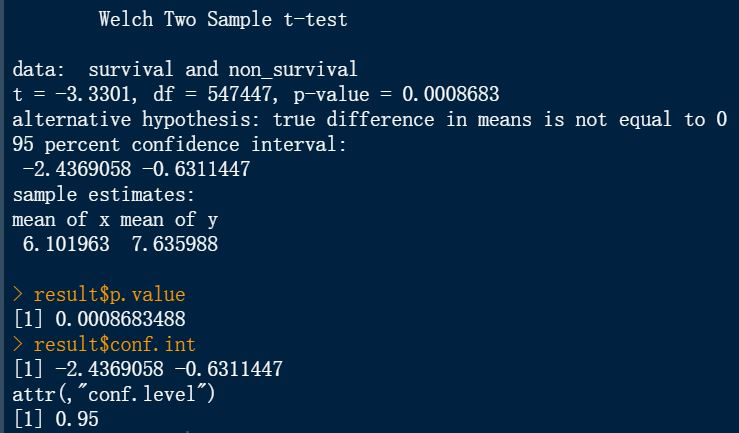 Welch Two Sample t-test
data: survival and non_survival
t = -3.3301, df = 547447, p-value = 0.0008683
alternative hypothesis: true difference in means is not equal to 0
95 percent confidence interval:
-2.4369058 -0.6311447
sample estimates:
mean of x mean of y
6.101963 7.635988
> result$p.value
[1] 0.0008683488
> result$conf.int
[1] -2.4369058 -0.6311447
attr(,"conf.level")
[1] 0.95